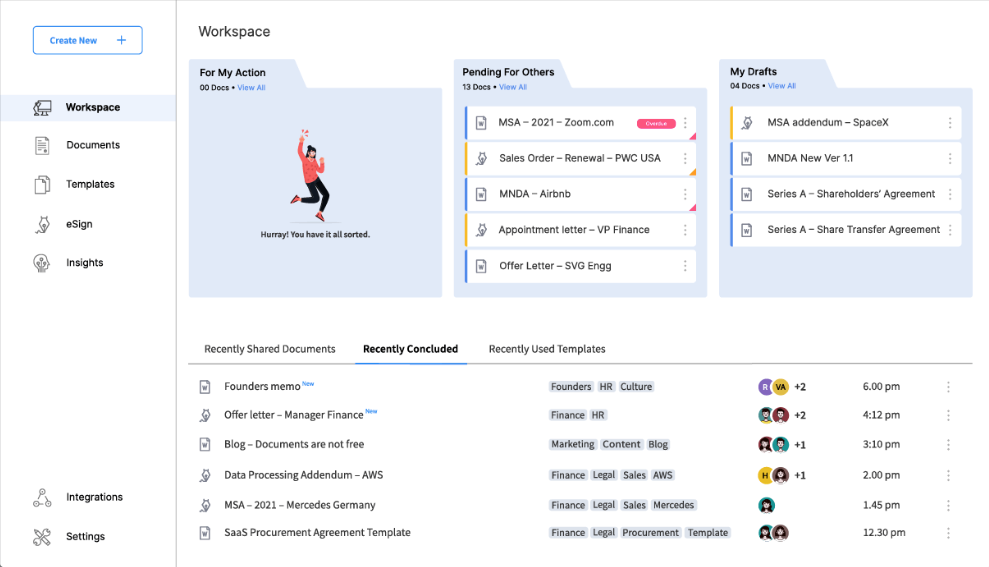 Create New +
Workspace
Documents
Templates
eSign
Insights
Integrations
Settings
Workspace
For My Action
00 Docs • View All
Hurray! You have it all sorted.
Pending For Others
13 Docs • View All
MSA – 2021 – Zoom.com Overdue
Sales Order – Renewal – PWC USA
MNDA – Airbnb
Appointment letter – VP Finance
Offer Letter – SVG Engg
My Drafts
04 Docs • View All
MSA addendum – SpaceX
MNDA New Ver 1.1
Series A – Shareholders’ Agreement
Series A – Share Transfer Agreement
Recently Shared Documents Recently Concluded Recently Used Templates
Founders memo New Founders HR Culture R VA +2 6.00 pm
Offer letter – Manager Finance New Finance HR +2 4:12 pm
Blog – Documents are not free Marketing Content Blog +1 3:10 pm
Data Processing Addendum – AWS Finance Legal Sales AWS H +1 2.00 pm
MSA – 2021 – Mercedes Germany Finance Legal Sales Mercedes 1.45 pm
SaaS Procurement Agreement Template Finance Legal Procurement Template 12.30 pm